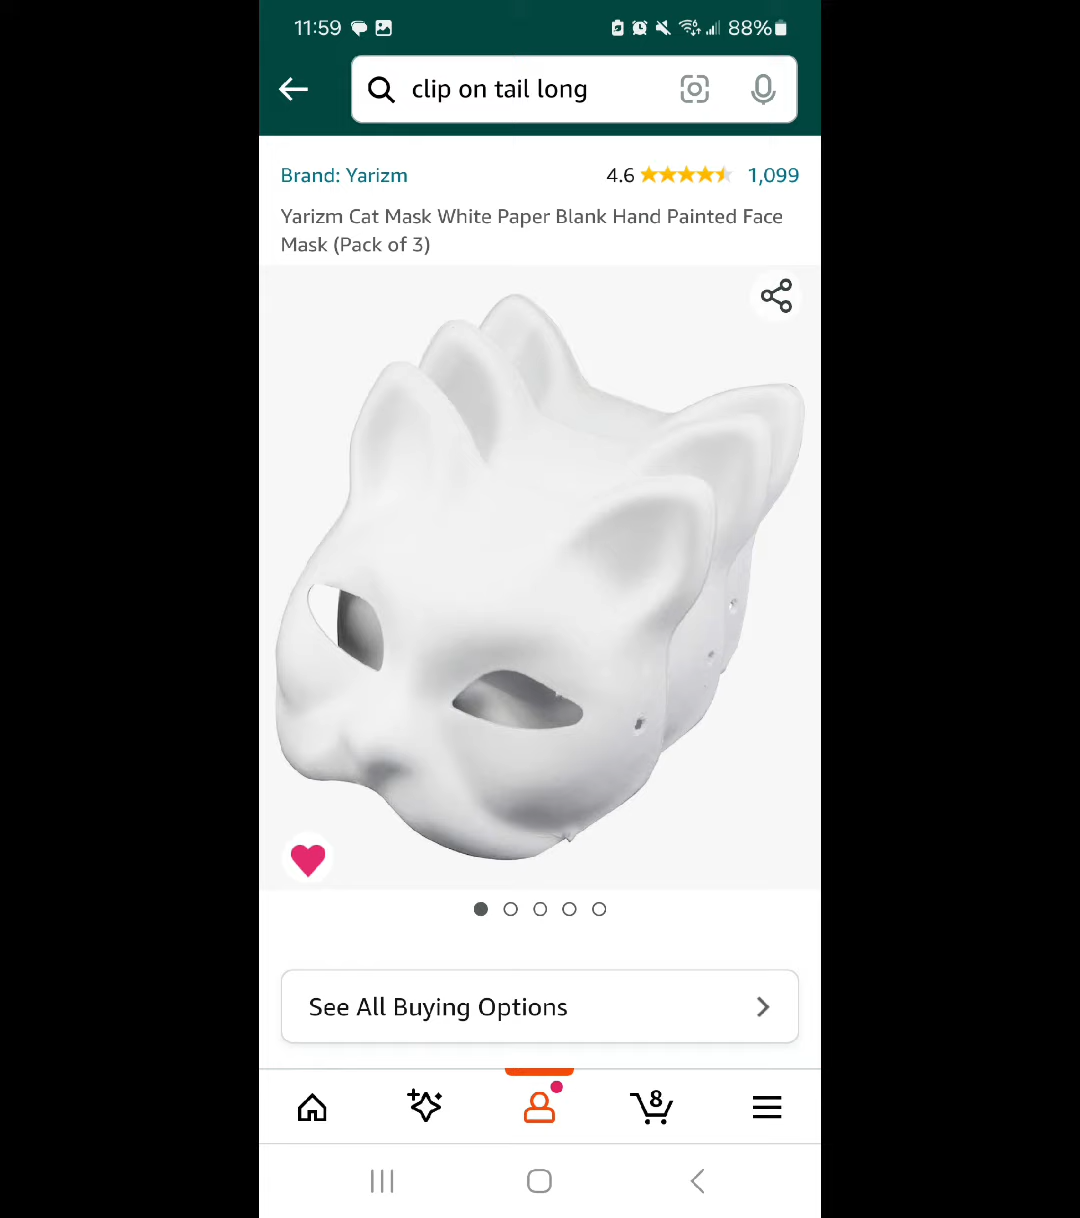 11:59 88%
clip on tail long
Brand: Yarizm 4.6 1,099
Yarizm Cat Mask White Paper Blank Hand Painted Face
Mask (Pack of 3)
See All Buying Options
8